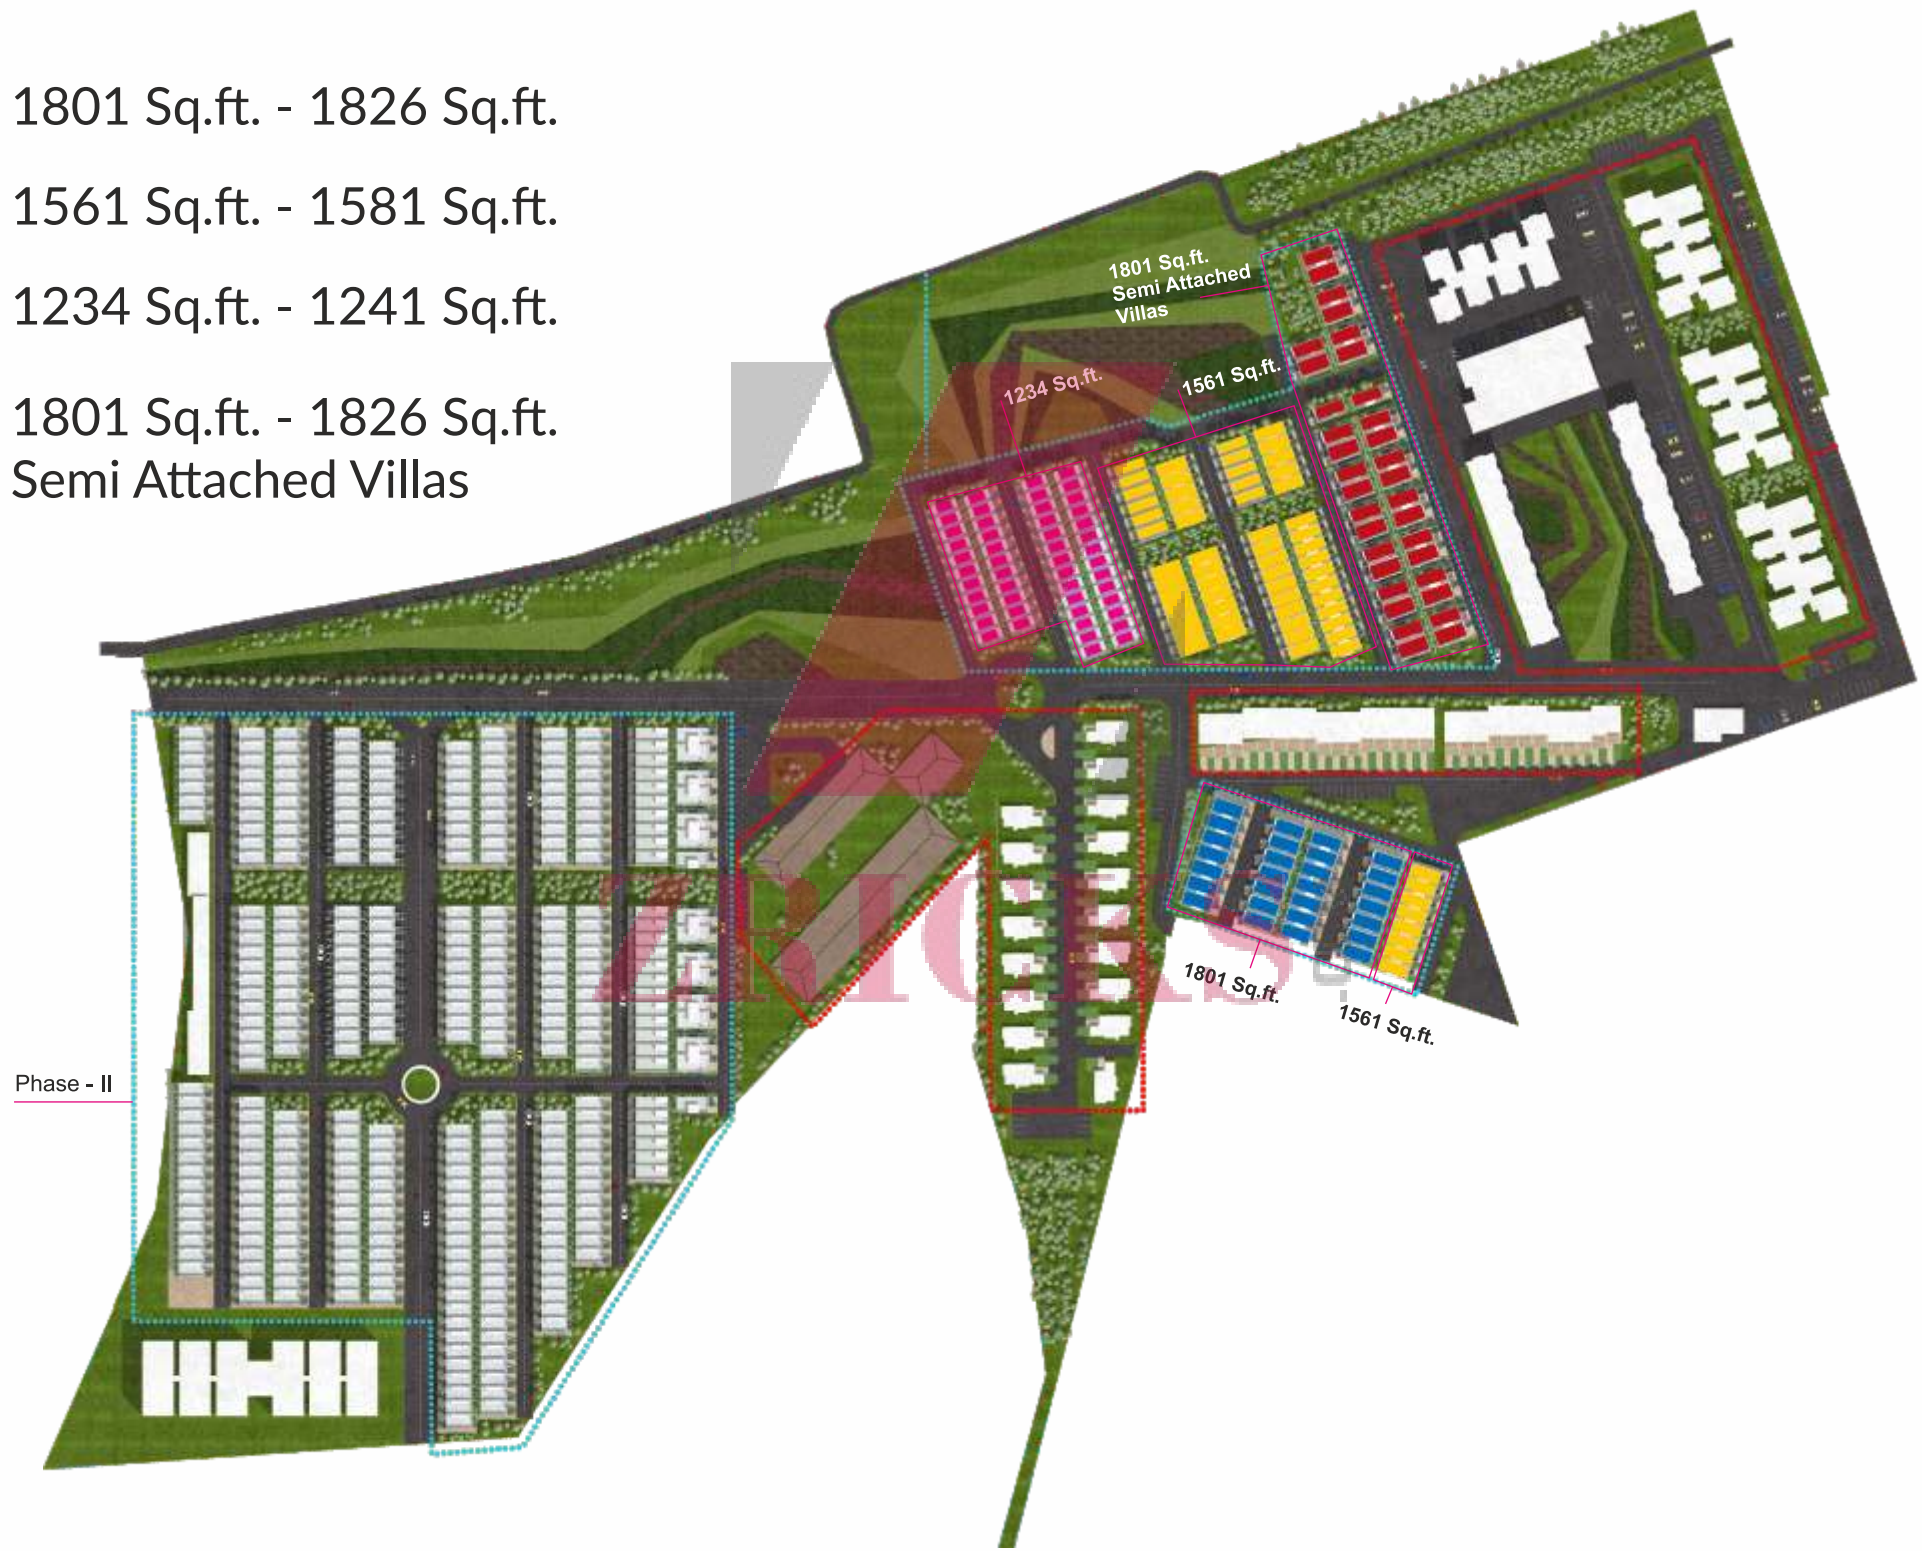 1801 Sq.ft. - 1826 Sq.ft.
1561 Sq.ft. - 1581 Sq.ft.
1234 Sq.ft. - 1241 Sq.ft.
1801 Sq.ft. - 1826 Sq.ft.
Semi Attached Villas
1801 Sq.ft.
Semi Attached
Villas
1234 Sq.ft.
1561 Sq.ft.
ZRICKS
1801 Sq.ft.
1561 Sq.ft.
Phase - II